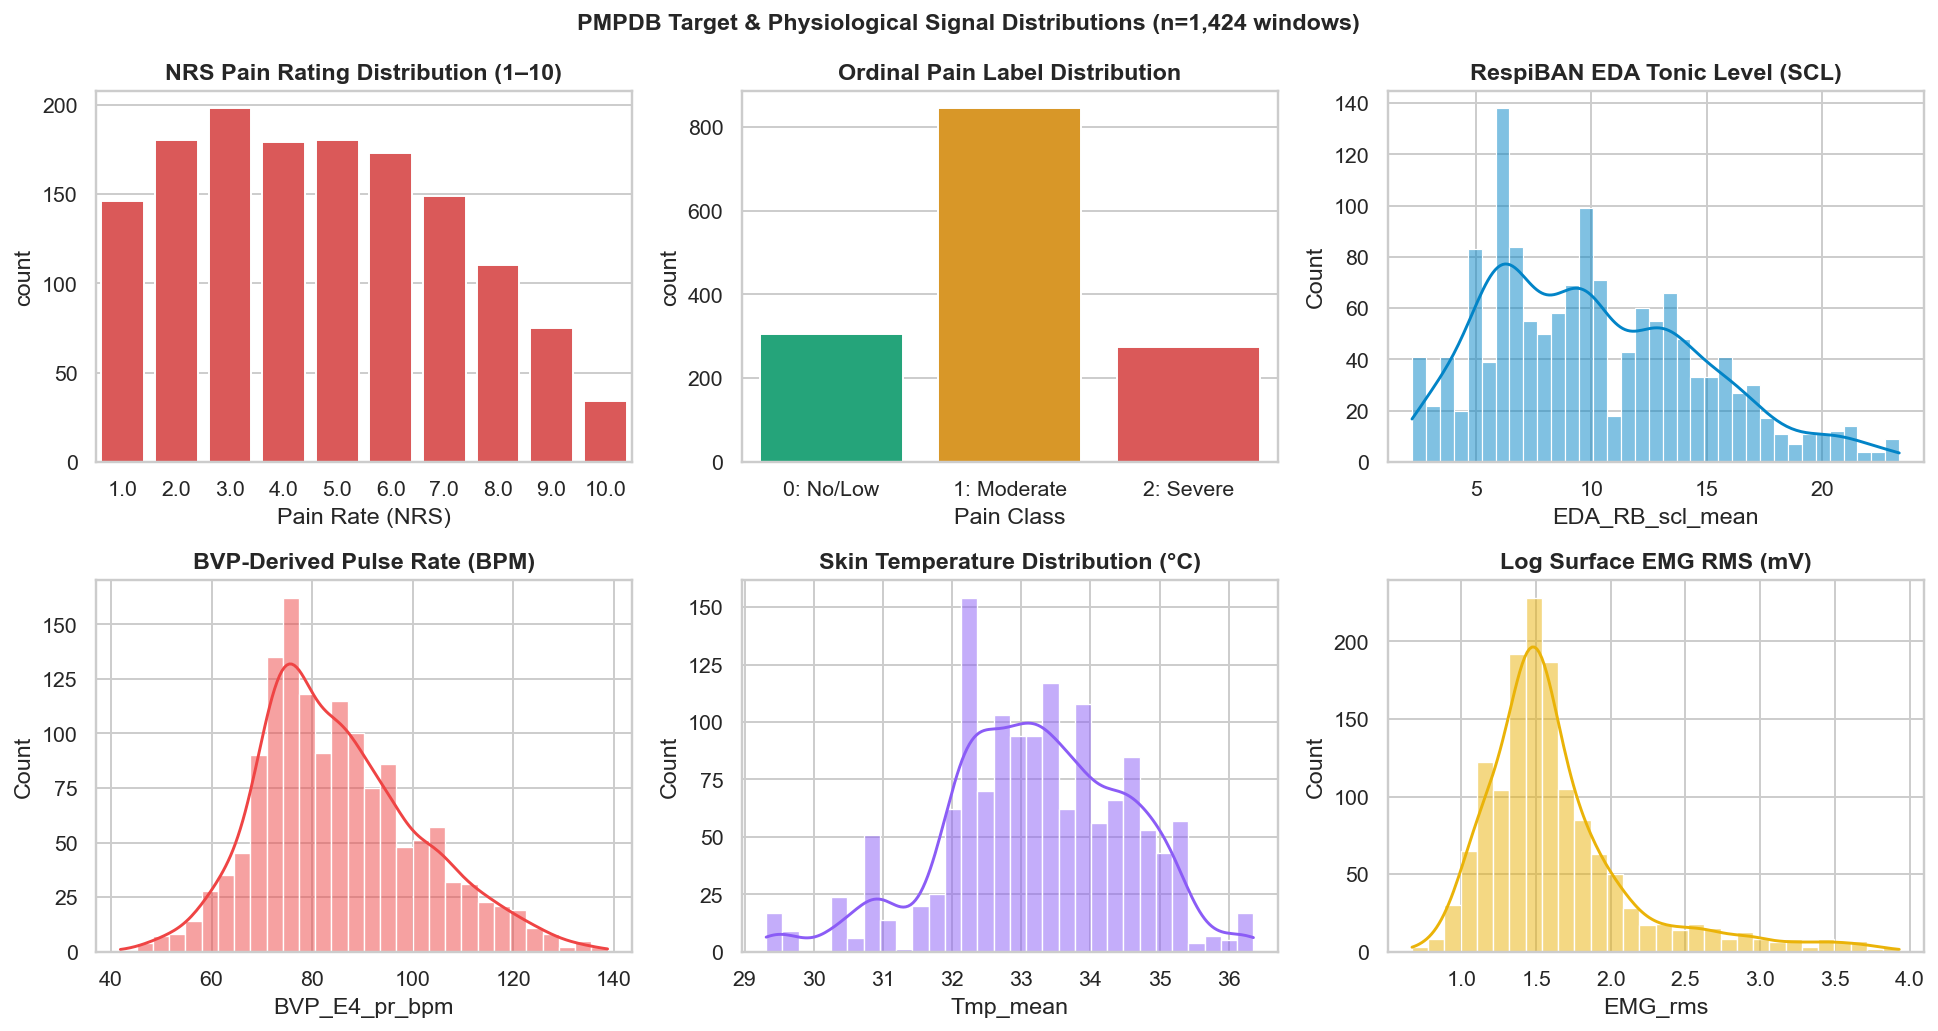 PMPDB Target & Physiological Signal Distributions (n=1,424 windows)
NRS Pain Rating Distribution (1–10)
count
200
150
100
50
0
1.0 2.0 3.0 4.0 5.0 6.0 7.0 8.0 9.0 10.0
Pain Rate (NRS)
Ordinal Pain Label Distribution
count
800
600
400
200
0
0: No/Low 1: Moderate 2: Severe
Pain Class
RespiBAN EDA Tonic Level (SCL)
Count
140
120
100
80
60
40
20
0
5 10 15 20
EDA_RB_scl_mean
BVP-Derived Pulse Rate (BPM)
Count
150
125
100
75
50
25
0
40 60 80 100 120 140
BVP_E4_pr_bpm
Skin Temperature Distribution (°C)
Count
150
125
100
75
50
25
0
29 30 31 32 33 34 35 36
Tmp_mean
Log Surface EMG RMS (mV)
Count
200
150
100
50
0
1.0 1.5 2.0 2.5 3.0 3.5 4.0
EMG_rms